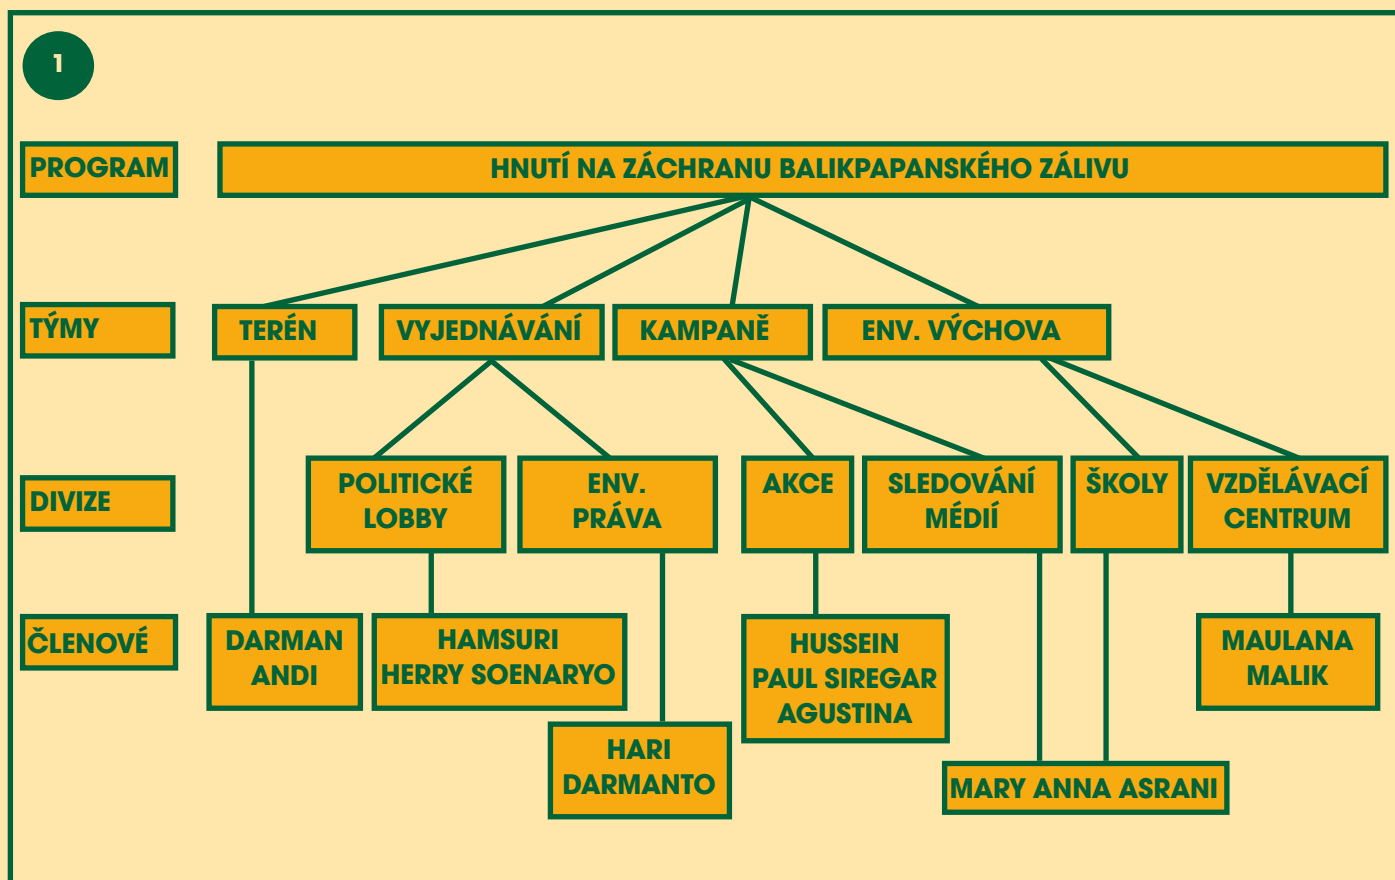 1
PROGRAM
HNUTÍ NA ZÁCHRANU BALIKPAPANSKÉHO ZÁLIVU
TÝMY
TERÉN
VYJEDNÁVÁNÍ
KAMPANĚ
ENV. VÝCHOVA
DIVIZE
POLITICKÉ
LOBBY
ENV.
PRÁVA
AKCE
SLEDOVÁNÍ
MÉDIÍ
ŠKOLY
VZDĚLÁVACÍ
CENTRUM
ČLENOVÉ
DARMAN
ANDI
HAMSURI
HERRY SOENARYO
HARI
DARMANTO
HUSSEIN
PAUL SIREGAR
AGUSTINA
MARY ANNA ASRANI
MAULANA
MALIK